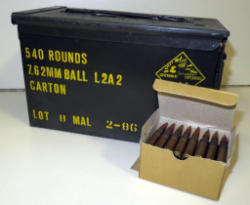 540 ROUNDS
7.62MM BALL L2A2
CARTON
LOT 8 MAL 2-86